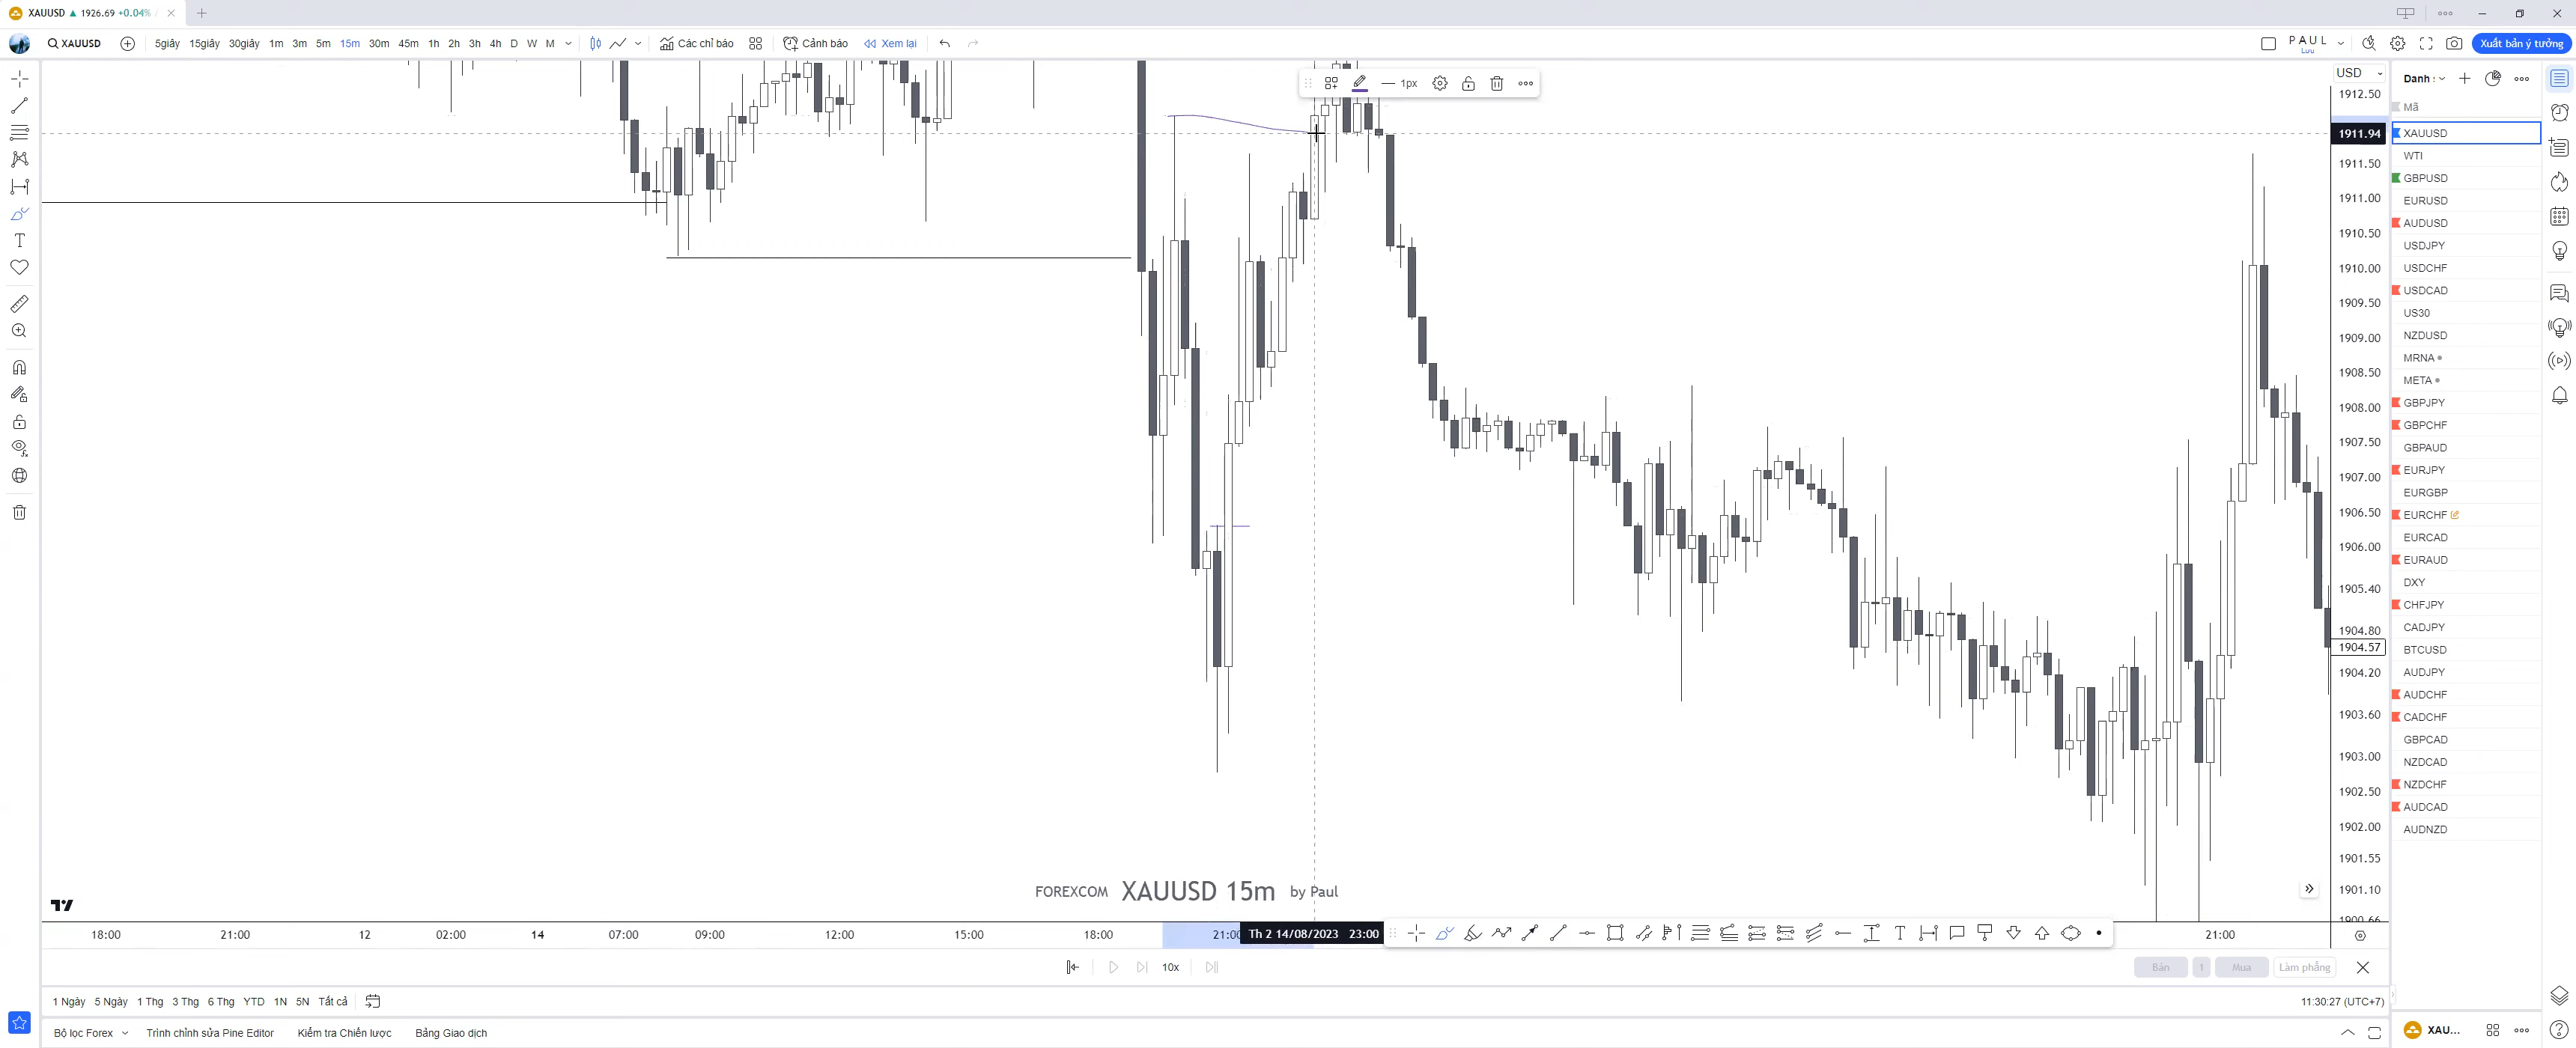 XAUUSD ▲ 1926.69 +0.04% /
XAUUSD 5giây 15giây 30giây 1m 3m 5m 15m 30m 45m 1h 2h 3h 4h D W M Các chỉ báo Cảnh báo Xem lại PAUL Lưu Xuất bản ý tưởng
1px
USD
1912.50
1911.94
1911.50
1911.00
1910.50
1910.00
1909.50
1909.00
1908.50
1908.00
1907.50
1907.00
1906.50
1906.00
1905.40
1904.80
1904.57
1904.20
1903.60
1903.00
1902.50
1902.00
1901.55
1901.10
1900.66
Danh :
Mã
XAUUSD
WTI
GBPUSD
EURUSD
AUDUSD
USDJPY
USDCHF
USDCAD
US30
NZDUSD
MRNA
META
GBPJPY
GBPCHF
GBPAUD
EURJPY
EURGBP
EURCHF
EURCAD
EURAUD
DXY
CHFJPY
CADJPY
BTCUSD
AUDJPY
AUDCHF
CADCHF
GBPCAD
NZDCAD
NZDCHF
AUDCAD
AUDNZD
FOREXCOM XAUUSD 15m by Paul
18:00 21:00 12 02:00 14 07:00 09:00 12:00 15:00 18:00 21:00 Th 2 14/08/2023 23:00 21:00
10x Bán 1 Mua Làm phẳng
1 Ngày 5 Ngày 1 Thg 3 Thg 6 Thg YTD 1N 5N Tất cả 11:30:27 (UTC+7)
Bộ lọc Forex Trình chỉnh sửa Pine Editor Kiểm tra Chiến lược Bảng Giao dịch XAU...